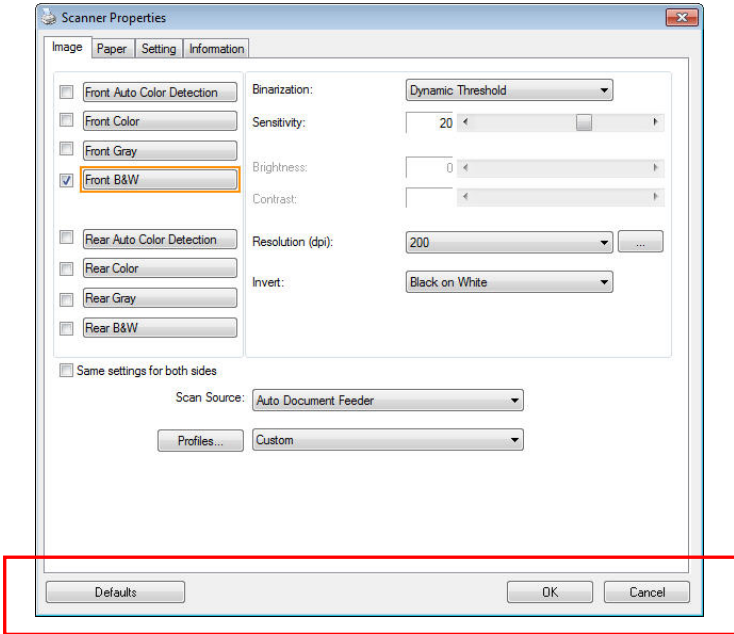 Scanner Properties
Image Paper Setting Information
Front Auto Color Detection
Front Color
Front Gray
Front B&W
Rear Auto Color Detection
Rear Color
Rear Gray
Rear B&W
Binarization: Dynamic Threshold
Sensitivity: 20
Brightness: 0
Contrast:
Resolution (dpi): 200 ...
Invert: Black on White
Same settings for both sides
Scan Source: Auto Document Feeder
Profiles... Custom
Defaults OK Cancel